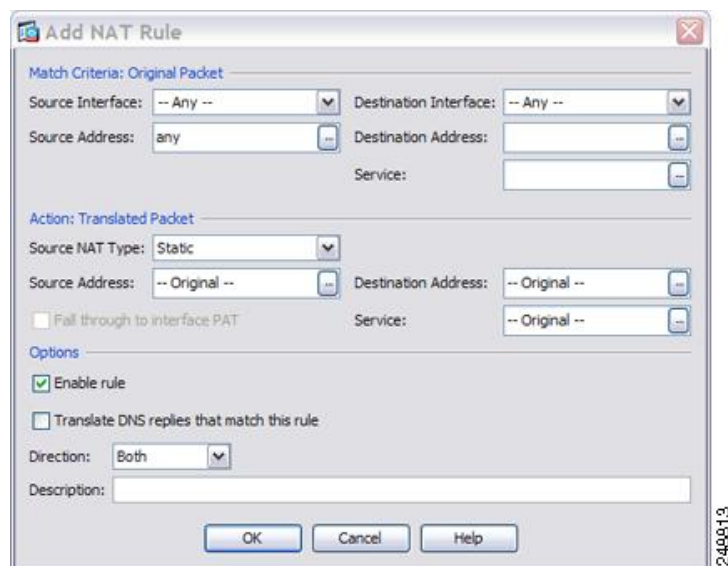 Add NAT Rule
Match Criteria: Original Packet
Source Interface: -- Any -- Destination Interface: -- Any --
Source Address: any ... Destination Address: ...
Service: ...
Action: Translated Packet
Source NAT Type: Static
Source Address: -- Original -- ... Destination Address: -- Original -- ...
Fall through to interface PAT Service: -- Original -- ...
Options
Enable rule
Translate DNS replies that match this rule
Direction: Both
Description:
OK Cancel Help
248813